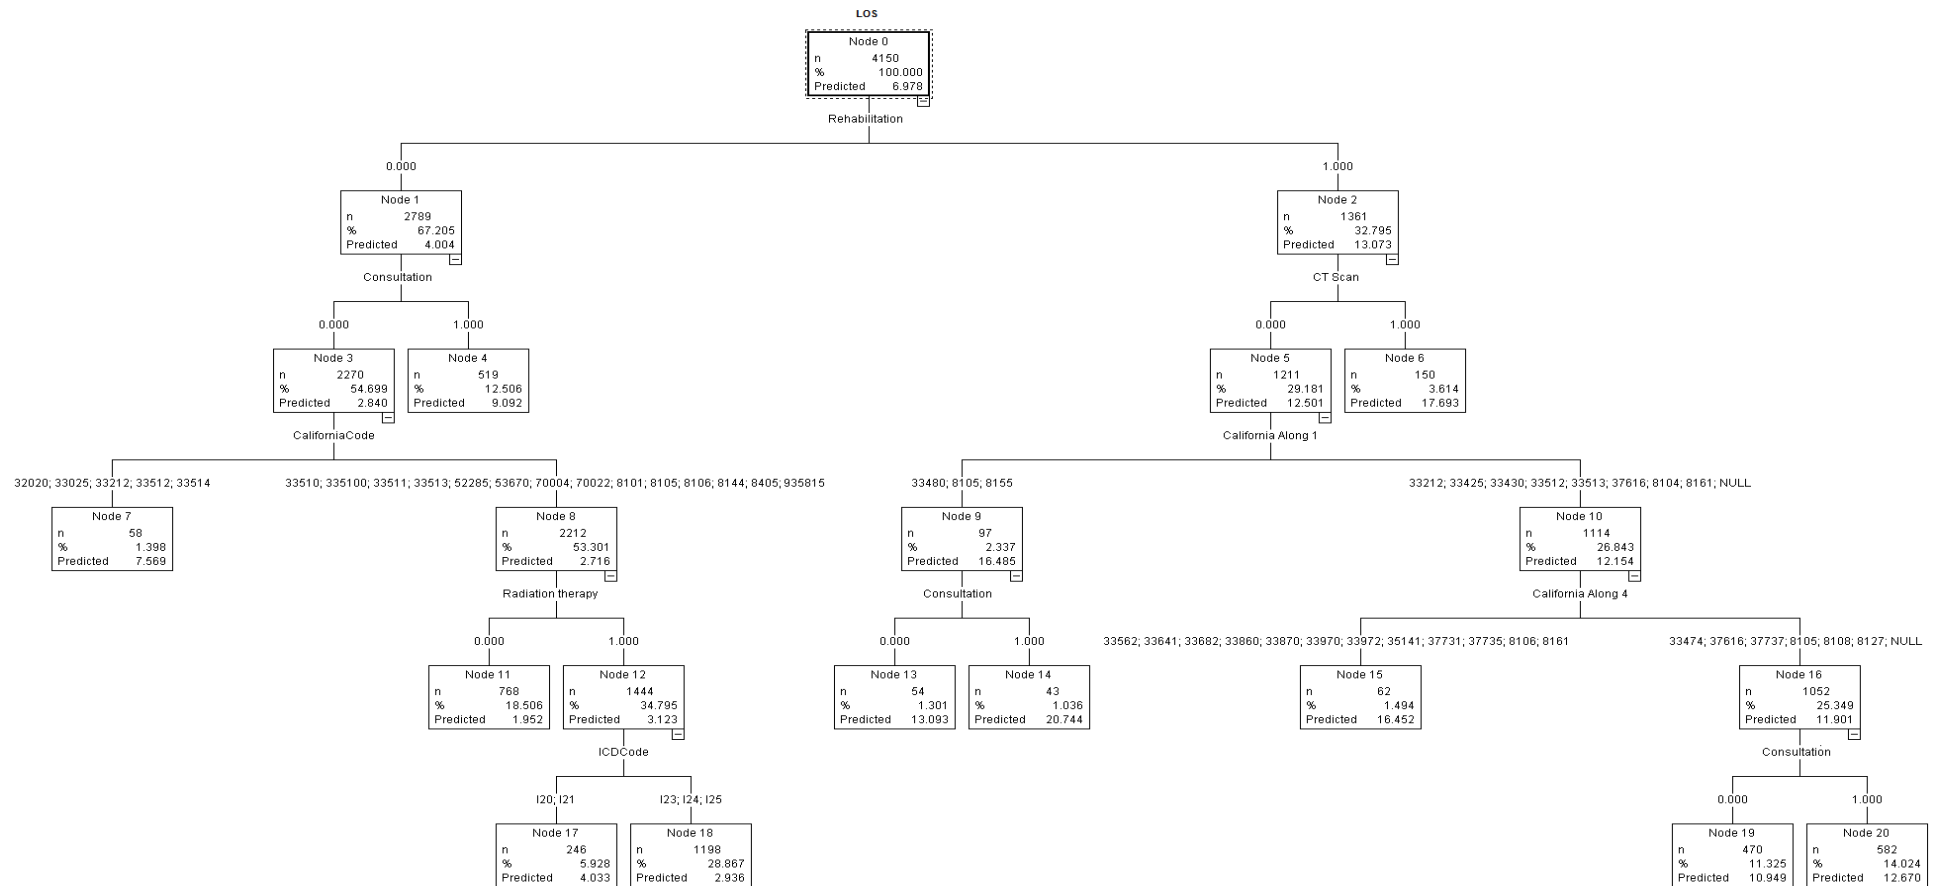 LOS
Node 0
n 4150
% 100.000
Predicted 6.978
Rehabilitation
0.000 1.000
Node 1
n 2789
% 67.205
Predicted 4.004
Node 2
n 1361
% 32.795
Predicted 13.073
Consultation
CT Scan
0.000 1.000
0.000 1.000
Node 3
n 2270
% 54.699
Predicted 2.840
Node 4
n 519
% 12.506
Predicted 9.092
Node 5
n 1211
% 29.181
Predicted 12.501
Node 6
n 150
% 3.614
Predicted 17.693
CaliforniaCode
California Along 1
32020; 33025; 33212; 33512; 33514
33510; 335100; 33511; 33513; 52285; 53670; 70004; 70022; 8101; 8105; 8106; 8144; 8405; 935815
33480; 8105; 8155
33212; 33425; 33430; 33512; 33513; 37616; 8104; 8161; NULL
Node 7
n 58
% 1.398
Predicted 7.569
Node 8
n 2212
% 53.301
Predicted 2.716
Node 9
n 97
% 2.337
Predicted 16.485
Node 10
n 1114
% 26.843
Predicted 12.154
Radiation therapy
Consultation
California Along 4
0.000 1.000
0.000 1.000
33562; 33641; 33682; 33860; 33870; 33970; 33972; 35141; 37731; 37735; 8106; 8161
33474; 37616; 37737; 8105; 8108; 8127; NULL
Node 11
n 768
% 18.506
Predicted 1.952
Node 12
n 1444
% 34.795
Predicted 3.123
Node 13
n 54
% 1.301
Predicted 13.093
Node 14
n 43
% 1.036
Predicted 20.744
Node 15
n 62
% 1.494
Predicted 16.452
Node 16
n 1052
% 25.349
Predicted 11.901
ICDCode
Consultation
I20; I21
I23; I24; I25
0.000 1.000
Node 17
n 246
% 5.928
Predicted 4.033
Node 18
n 1198
% 28.867
Predicted 2.936
Node 19
n 470
% 11.325
Predicted 10.949
Node 20
n 582
% 14.024
Predicted 12.670